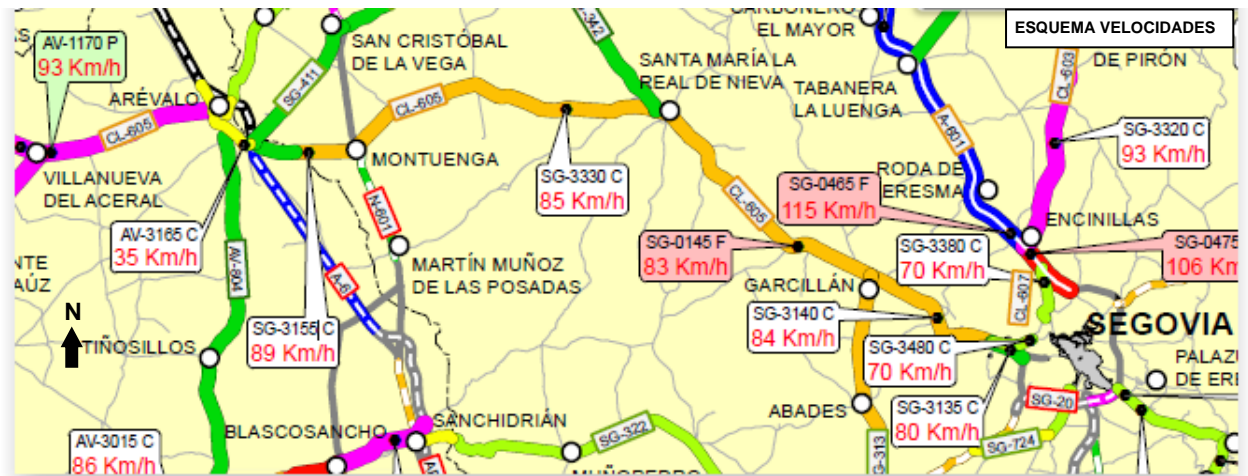 ESQUEMA VELOCIDADES
AV-1170 P
93 Km/h
ARÉVALO
CL-605
VILLANUEVA
DEL ACERAL
AV-3165 C
35 Km/h
SG-411
SAN CRISTÓBAL
DE LA VEGA
CL-605
MONTUENGA
N-601
SG-3155 C
89 Km/h
A-6
AV-804
N
TIÑOSILLOS
MARTÍN MUÑOZ
DE LAS POSADAS
SG-3330 C
85 Km/h
SANTA MARÍA LA
REAL DE NIEVA
CARBONERO
EL MAYOR
TABANERA
LA LUENGA
A-601
CL-603
DE PIRÓN
SG-3320 C
93 Km/h
RODA DE
ERESMA
ENCINILLAS
SG-0465 F
115 Km/h
SG-0475
106 Km
CL-605
SG-0145 F
83 Km/h
SG-3380 C
70 Km/h
CL-607
GARCILLÁN
SG-3140 C
84 Km/h
SG-3480 C
70 Km/h
SG-3135 C
80 Km/h
SEGOVIA
PALAZU
DE ERE
SG-20
SG-724
ABADES
SG-313
SANCHIDRIÁN
BLASCOSANCHO
AV-3015 C
86 Km/h
SG-322